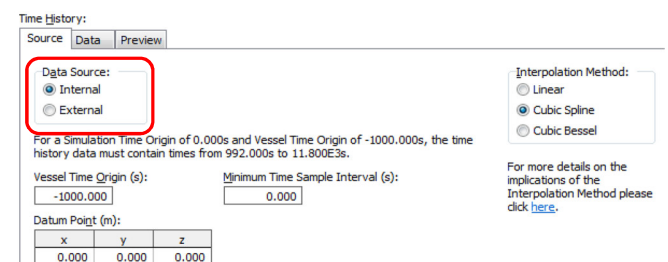 Time History:
Source Data Preview
Data Source:
Internal
External
Interpolation Method:
Linear
Cubic Spline
Cubic Bessel
For a Simulation Time Origin of 0.000s and Vessel Time Origin of -1000.000s, the time
history data must contain times from 992.000s to 11.800E3s.
For more details on the
implications of the
Interpolation Method please
click here.
Vessel Time Origin (s): Minimum Time Sample Interval (s):
-1000.000 0.000
Datum Point (m):
x y z
0.000 0.000 0.000